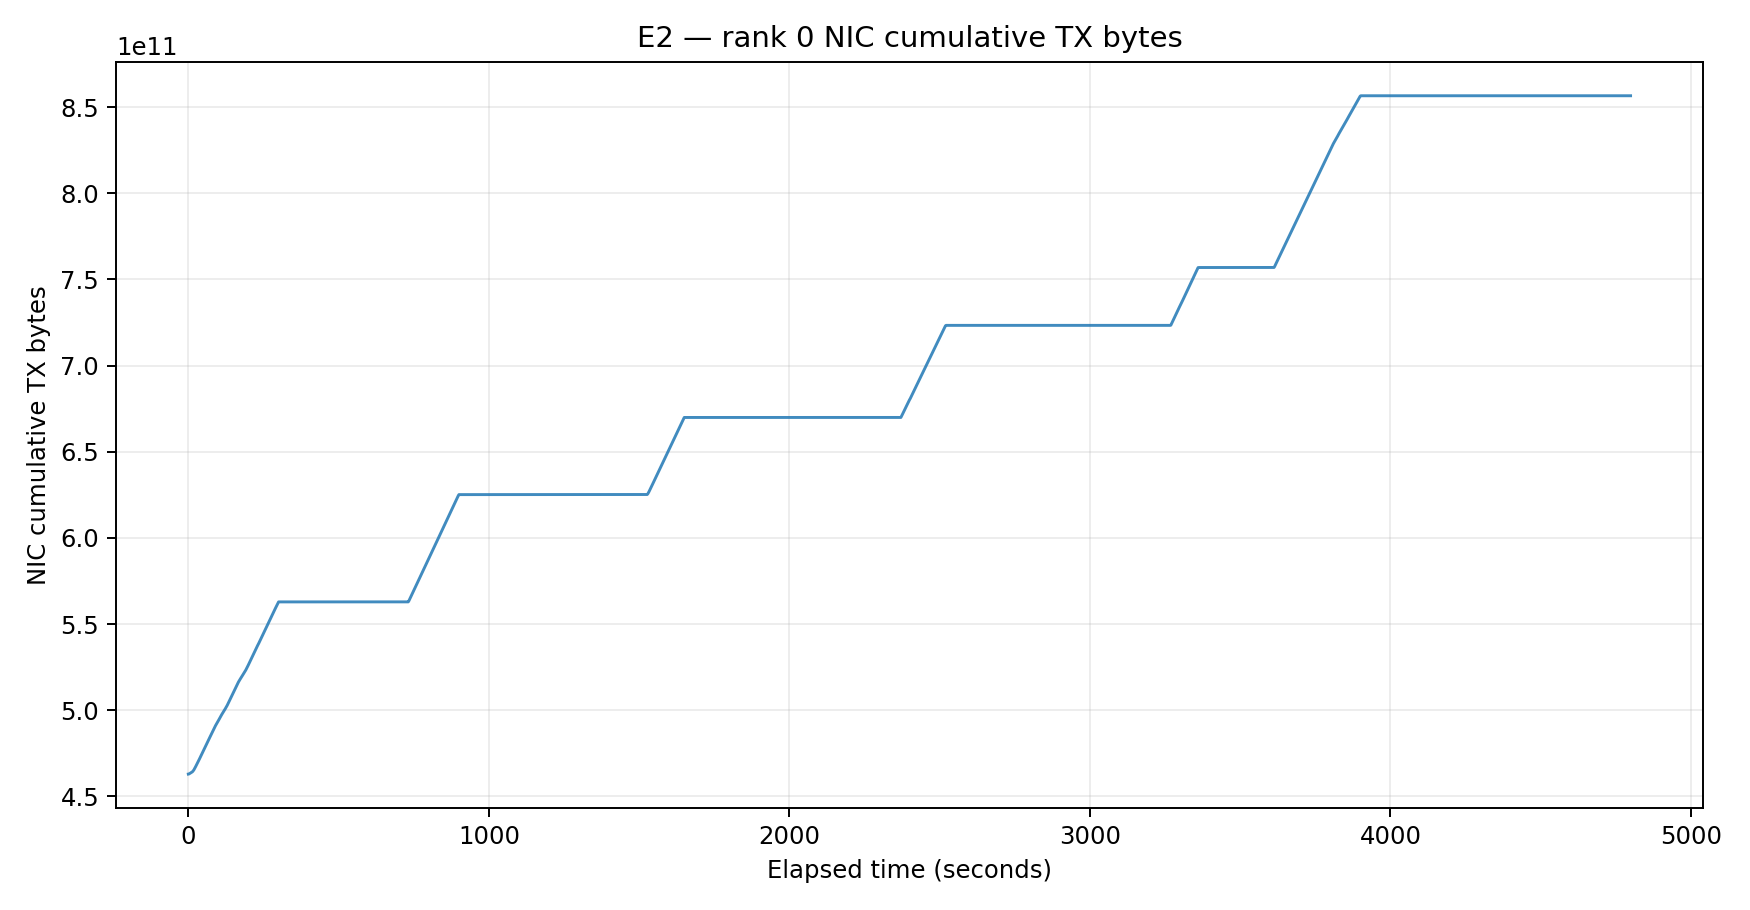 E2 — rank 0 NIC cumulative TX bytes
1e11
8.5
8.0
7.5
7.0
6.5
6.0
5.5
5.0
4.5
NIC cumulative TX bytes
0 1000 2000 3000 4000 5000
Elapsed time (seconds)